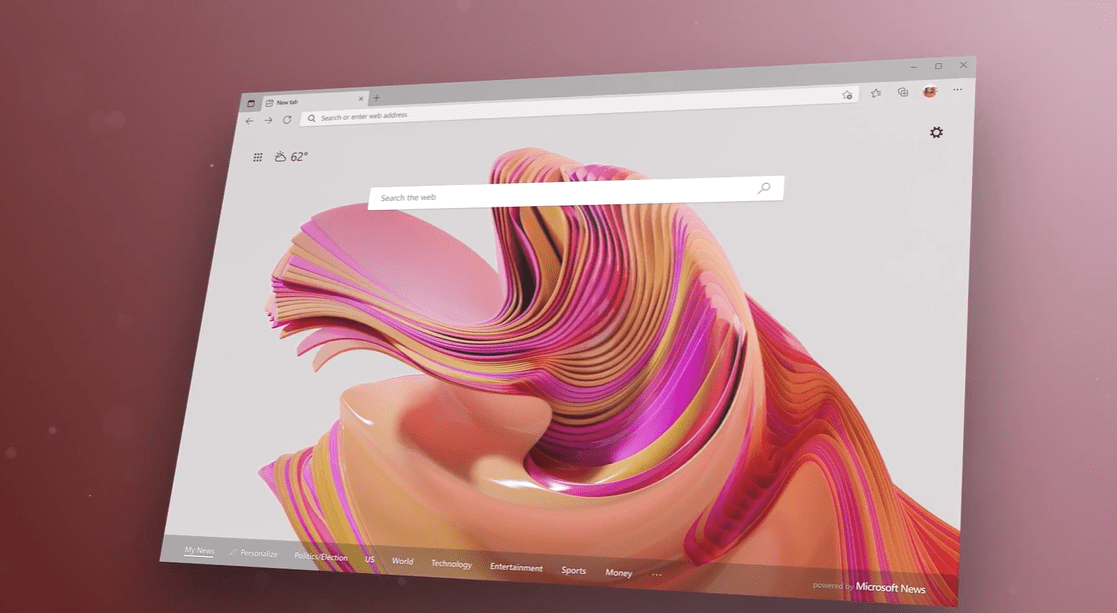 New tab
Search or enter web address
62°
Search the web
My News Personalize Politics/Election US World Technology Entertainment Sports Money ...
powered by Microsoft News